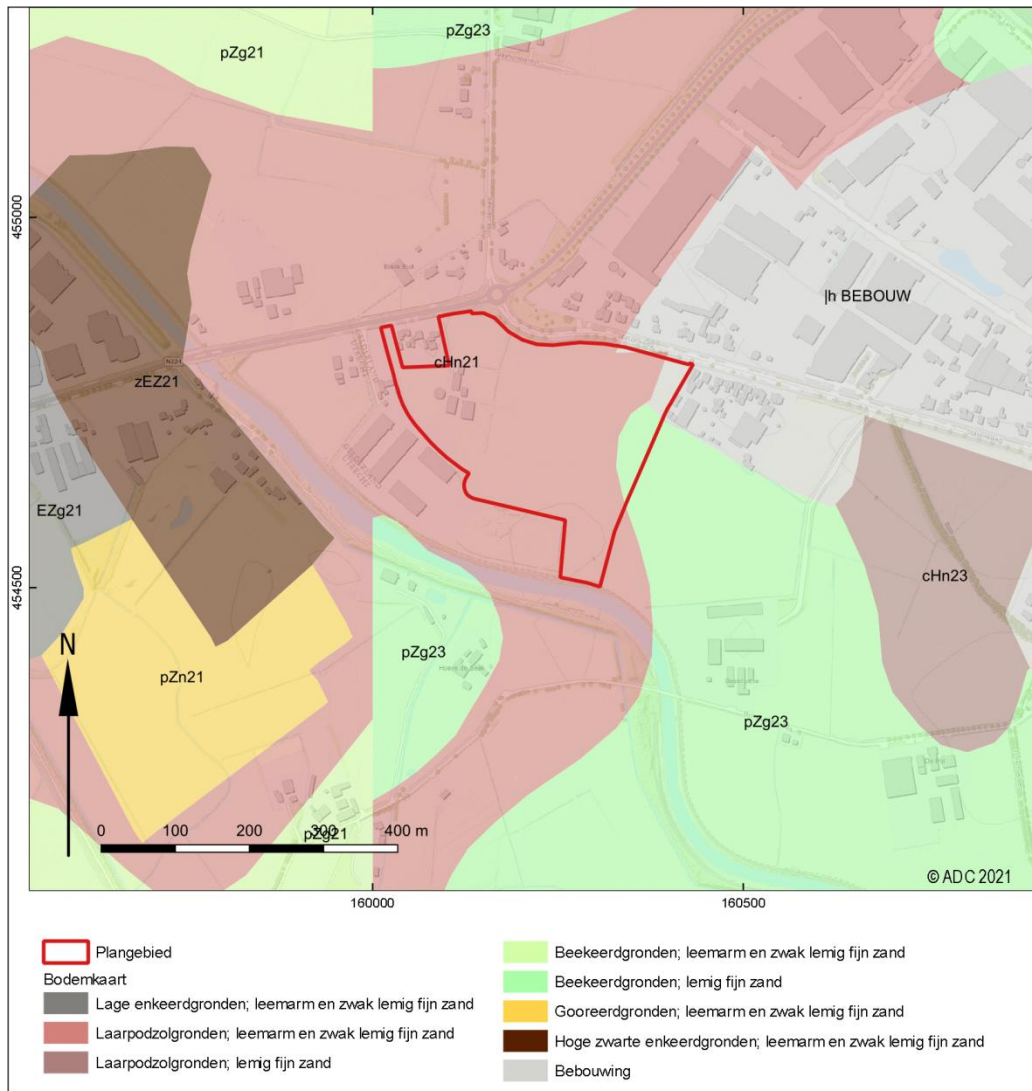 pZg23
pZg21
455000
|h BEBOUW
cHn21
N224
zEZ21
EZg21
454500
cHn23
N
pZg23
pZn21
pZg23
0 100 200 300 400 m
pZg21
© ADC 2021
160000
160500
Plangebied
Bodemkaart
Lage enkeerdgronden; leemarm en zwak lemig fijn zand
Laarpodzolgronden; leemarm en zwak lemig fijn zand
Laarpodzolgronden; lemig fijn zand
Beekeerdgronden; leemarm en zwak lemig fijn zand
Beekeerdgronden; lemig fijn zand
Gooreerdgronden; leemarm en zwak lemig fijn zand
Hoge zwarte enkeerdgronden; leemarm en zwak lemig fijn zand
Bebouwing